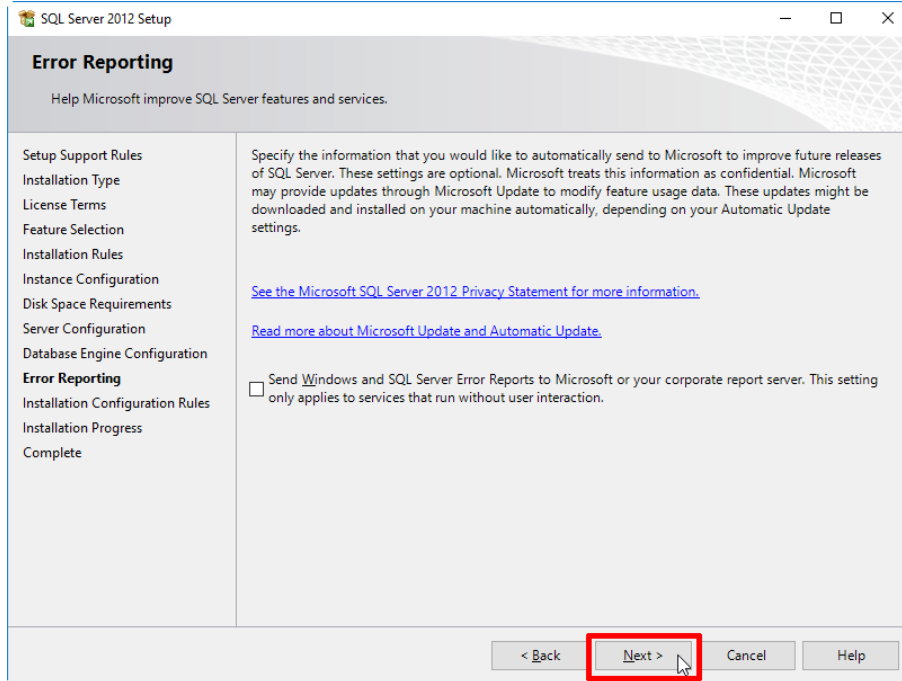 SQL Server 2012 Setup
Error Reporting
Help Microsoft improve SQL Server features and services.
Setup Support Rules
Installation Type
License Terms
Feature Selection
Installation Rules
Instance Configuration
Disk Space Requirements
Server Configuration
Database Engine Configuration
Error Reporting
Installation Configuration Rules
Installation Progress
Complete
Specify the information that you would like to automatically send to Microsoft to improve future releases
of SQL Server. These settings are optional. Microsoft treats this information as confidential. Microsoft
may provide updates through Microsoft Update to modify feature usage data. These updates might be
downloaded and installed on your machine automatically, depending on your Automatic Update
settings.
See the Microsoft SQL Server 2012 Privacy Statement for more information.
Read more about Microsoft Update and Automatic Update.
Send Windows and SQL Server Error Reports to Microsoft or your corporate report server. This setting
only applies to services that run without user interaction.
< Back
Next >
Cancel
Help